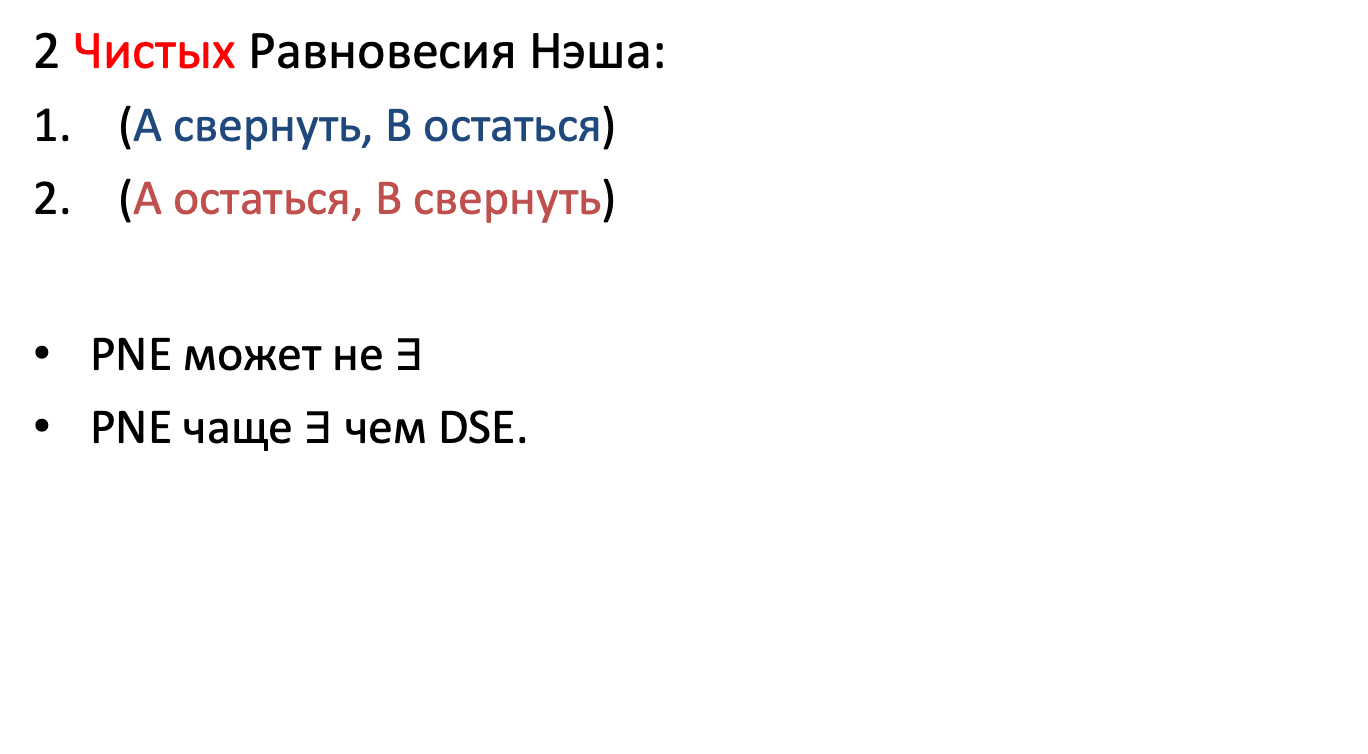 2 Чистых Равновесия Нэша:
1. (А свернуть, В остаться)
2. (А остаться, В свернуть)
• PNE может не ∃
• PNE чаще ∃ чем DSE.